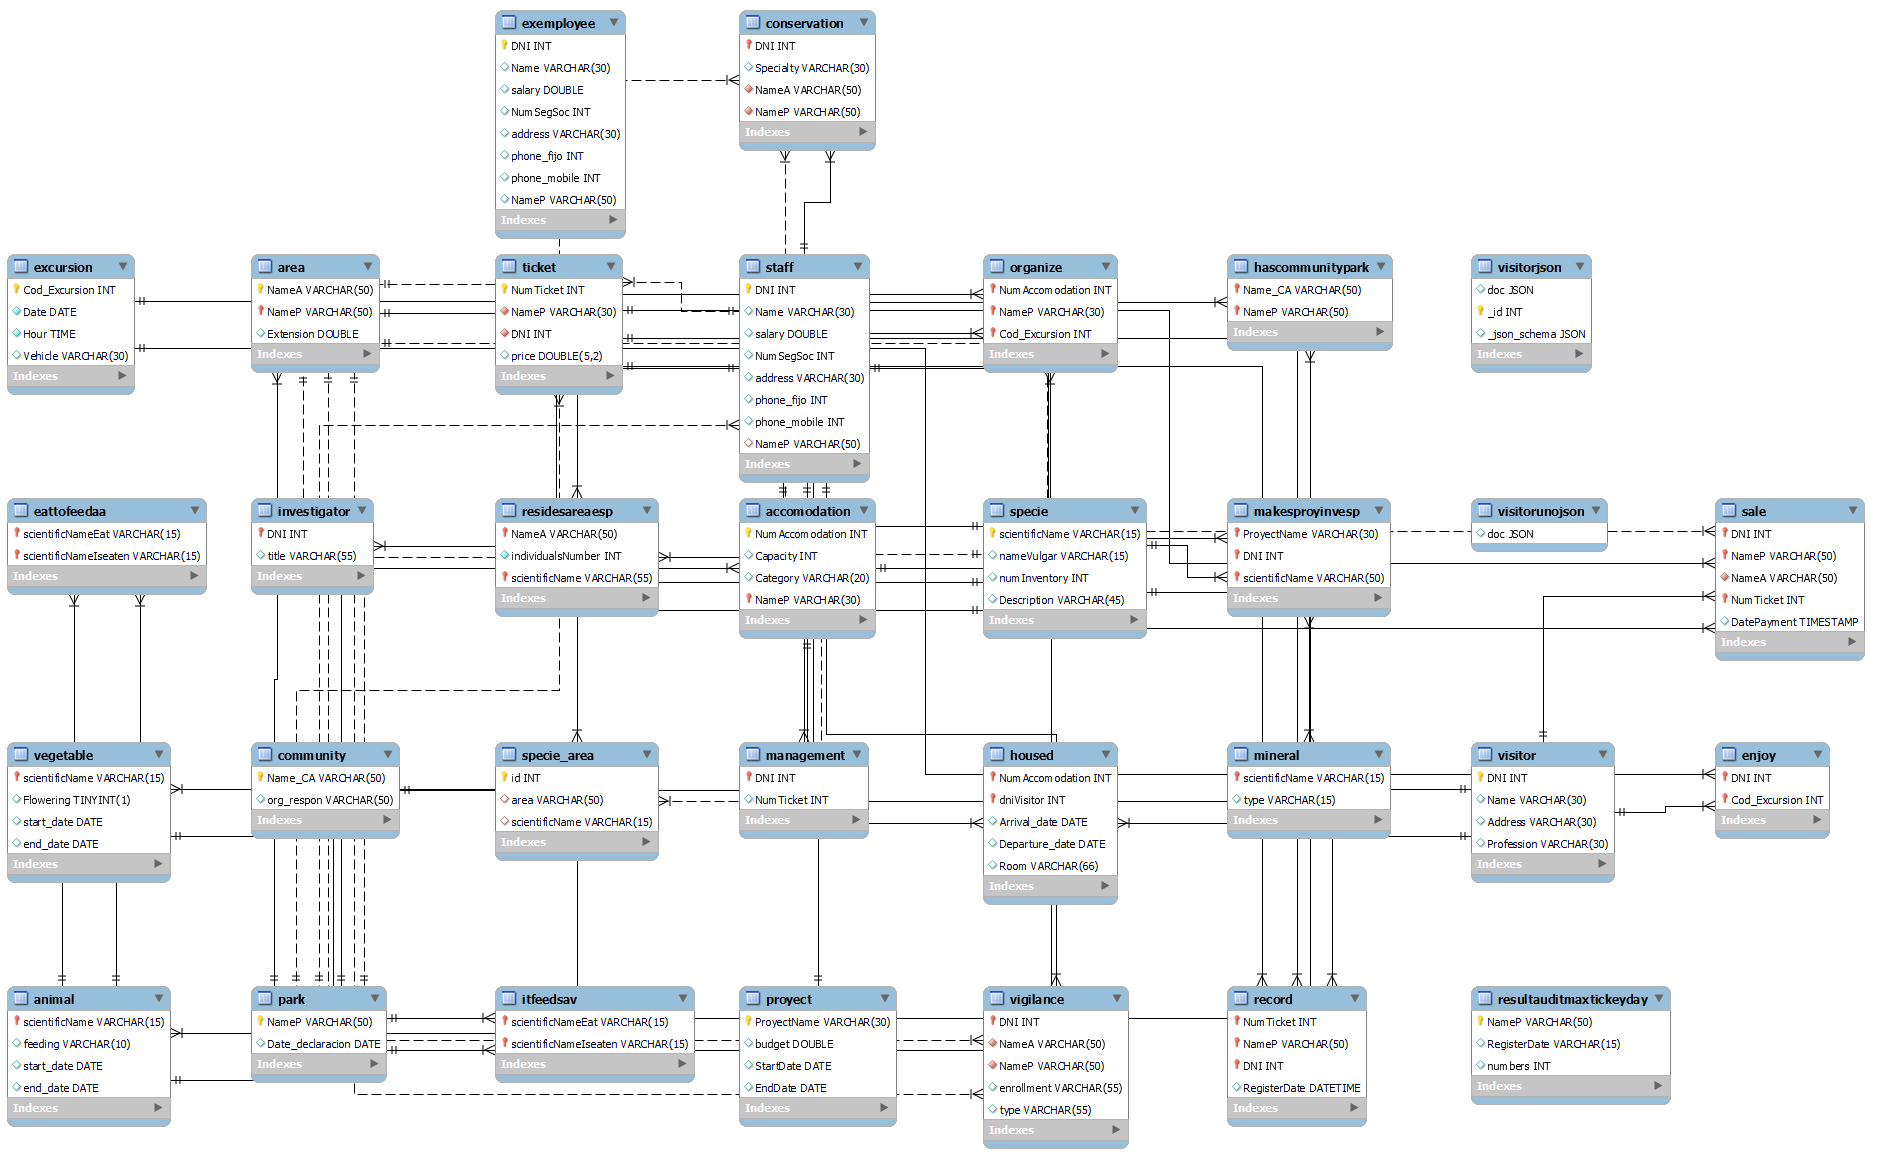 exemployee
DNI INT
Name VARCHAR(30)
salary DOUBLE
NumSegSoc INT
address VARCHAR(30)
phone_fijo INT
phone_mobile INT
NameP VARCHAR(50)
Indexes
conservation
DNI INT
Specialty VARCHAR(30)
NameA VARCHAR(50)
NameP VARCHAR(50)
Indexes
excursion
Cod_Excursion INT
Date DATE
Hour TIME
Vehicle VARCHAR(30)
Indexes
area
NameA VARCHAR(50)
NameP VARCHAR(50)
Extension DOUBLE
Indexes
ticket
NumTicket INT
NameP VARCHAR(30)
DNI INT
price DOUBLE(5,2)
Indexes
staff
DNI INT
Name VARCHAR(30)
salary DOUBLE
NumSegSoc INT
address VARCHAR(30)
phone_fijo INT
phone_mobile INT
NameP VARCHAR(50)
Indexes
organize
NumAccomodation INT
NameP VARCHAR(30)
Cod_Excursion INT
Indexes
hascommunitypark
Name_CA VARCHAR(50)
NameP VARCHAR(50)
Indexes
visitorjson
doc JSON
_id INT
_json_schema JSON
Indexes
eattofeedaa
scientificNameEat VARCHAR(15)
scientificNameIseaten VARCHAR(15)
Indexes
investigator
DNI INT
title VARCHAR(55)
Indexes
residesareaesp
NameA VARCHAR(50)
individualsNumber INT
scientificName VARCHAR(55)
Indexes
accomodation
NumAccomodation INT
Capacity INT
Category VARCHAR(20)
NameP VARCHAR(30)
Indexes
specie
scientificName VARCHAR(15)
nameVulgar VARCHAR(15)
numInventory INT
Description VARCHAR(45)
Indexes
makesproyinvesp
ProyectName VARCHAR(30)
DNI INT
scientificName VARCHAR(50)
Indexes
visitorunojson
doc JSON
Indexes
sale
DNI INT
NameP VARCHAR(50)
NameA VARCHAR(50)
NumTicket INT
DatePayment TIMESTAMP
Indexes
vegetable
scientificName VARCHAR(15)
Flowering TINYINT(1)
start_date DATE
end_date DATE
Indexes
community
Name_CA VARCHAR(50)
org_respon VARCHAR(50)
Indexes
specie_area
id INT
area VARCHAR(50)
scientificName VARCHAR(15)
Indexes
management
DNI INT
NumTicket INT
Indexes
housed
NumAccomodation INT
dniVisitor INT
Arrival_date DATE
Departure_date DATE
Room VARCHAR(66)
Indexes
mineral
scientificName VARCHAR(15)
type VARCHAR(15)
Indexes
visitor
DNI INT
Name VARCHAR(30)
Address VARCHAR(30)
Profession VARCHAR(30)
Indexes
enjoy
DNI INT
Cod_Excursion INT
Indexes
animal
scientificName VARCHAR(15)
feeding VARCHAR(10)
start_date DATE
end_date DATE
Indexes
park
NameP VARCHAR(50)
Date_declaracion DATE
Indexes
itfeedsav
scientificNameEat VARCHAR(15)
scientificNameIseaten VARCHAR(15)
Indexes
proyect
ProyectName VARCHAR(30)
budget DOUBLE
StartDate DATE
EndDate DATE
Indexes
vigilance
DNI INT
NameA VARCHAR(50)
NameP VARCHAR(50)
enrollment VARCHAR(55)
type VARCHAR(55)
Indexes
record
NumTicket INT
NameP VARCHAR(50)
DNI INT
RegisterDate DATETIME
Indexes
resultauditmaxtickeyday
NameP VARCHAR(50)
RegisterDate VARCHAR(15)
numbers INT
Indexes